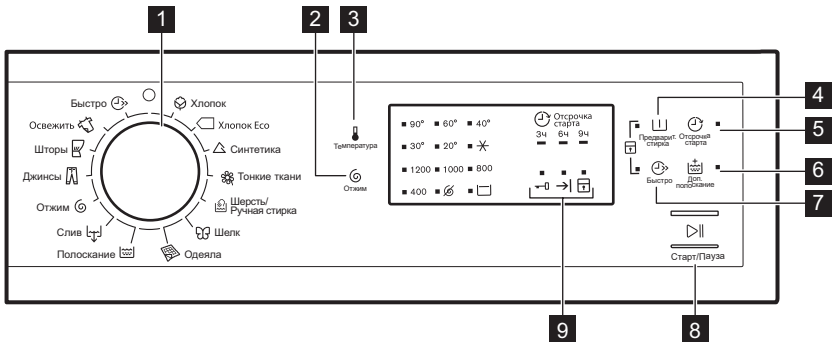 1
2
3
4
5
6
7
8
9
Быстро
Освежить
Шторы
Джинсы
Отжим
Слив
Полоскание
Хлопок
Хлопок Eco
Синтетика
Тонкие ткани
Шерсть/
Ручная стирка
Шелк
Одеяла
Температура
Отжим
90° 60° 40°
30° 20°
1200 1000 800
400
Отсрочка
старта
3ч 6ч 9ч
Предварит.
стирка
Отсрочка
старта
Быстро
Доп.
полоскание
Старт/Пауза